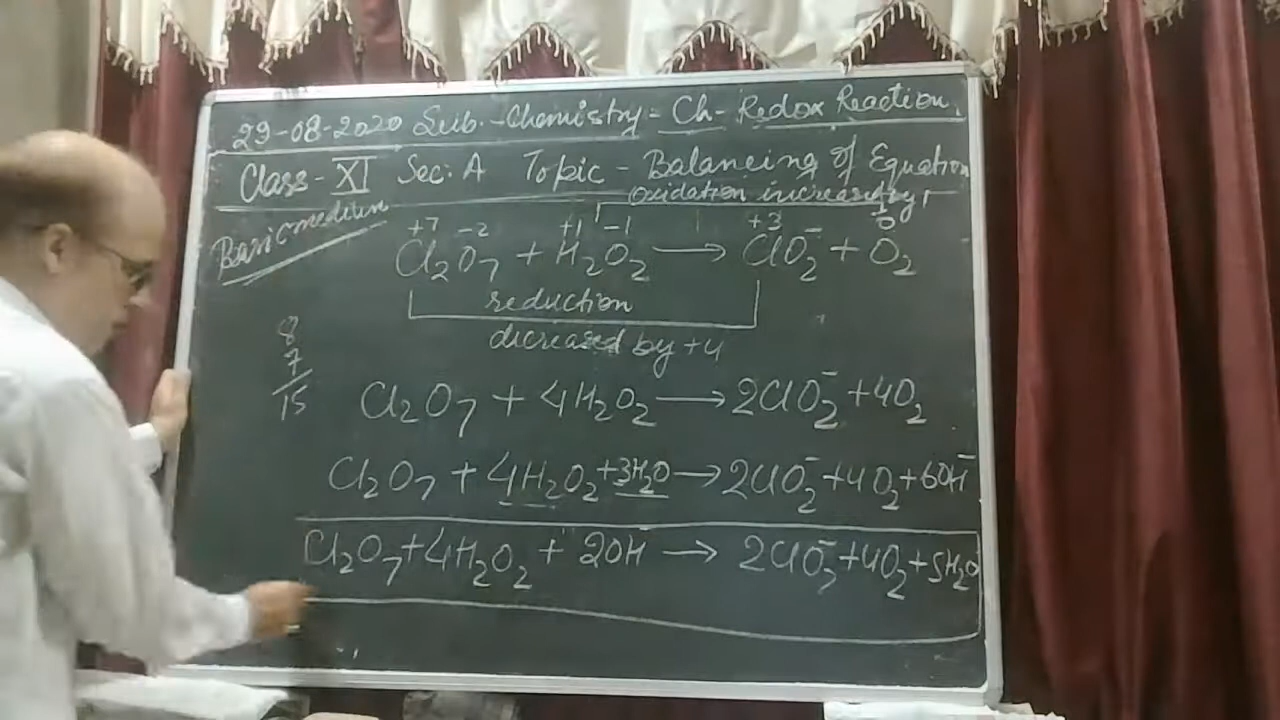 29-08-2020 Sub.-Chemistry - Ch- Redox Reaction.
Class- XI Sec: A Topic - Balancing of Equation
Basic medium
Oxidation increase by 1
+7 -2 +1 -1 +3 0
Cl₂O₇ + H₂O₂ → ClO₂⁻ + O₂
reduction
decreased by +4
8
7
15
Cl₂O₇ + 4H₂O₂ → 2ClO₂⁻ + 4O₂
Cl₂O₇ + 4H₂O₂ + 3H₂O → 2ClO₂⁻ + 4O₂ + 6OH⁻
Cl₂O₇ + 4H₂O₂ + 2OH → 2ClO₂⁻ + 4O₂ + 5H₂O